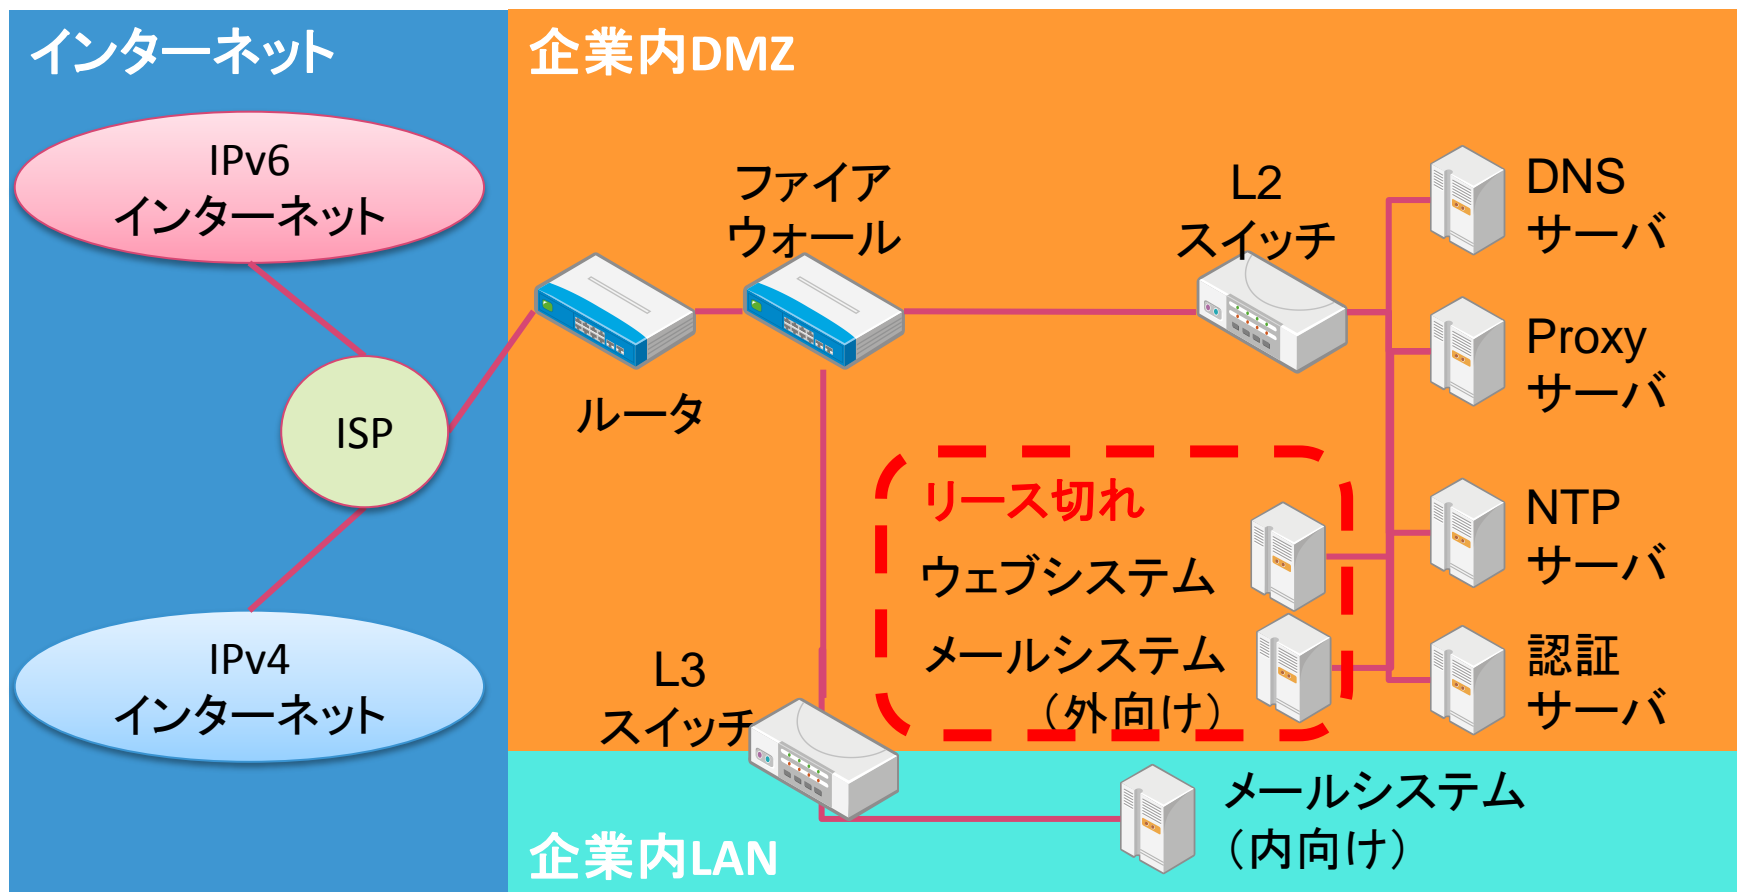 インターネット
企業内DMZ
IPv6
インターネット
ISP
IPv4
インターネット
ファイア
ウォール
ルータ
L2
スイッチ
DNS
サーバ
Proxy
サーバ
NTP
サーバ
認証
サーバ
リース切れ
ウェブシステム
メールシステム
（外向け）
L3
スイッチ
企業内LAN
メールシステム
（内向け）